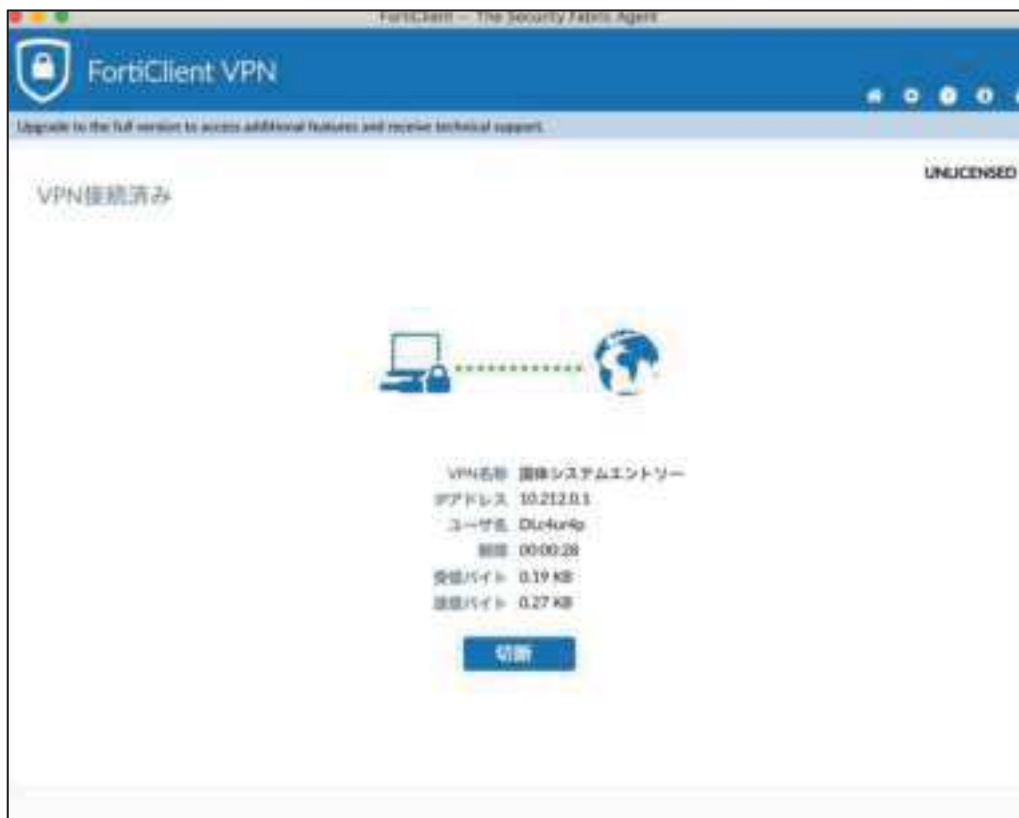 FortiClient -- The Security Fabric Agent
FortiClient VPN
Upgrade to the full version to access additional features and receive technical support.
UNLICENSED
VPN接続済み
VPN名称 国体システムエントリー
IPアドレス 10.212.0.1
ユーザ名
期間 00:00:28
受信バイト 0.19 KB
送信バイト 0.27 KB
切断